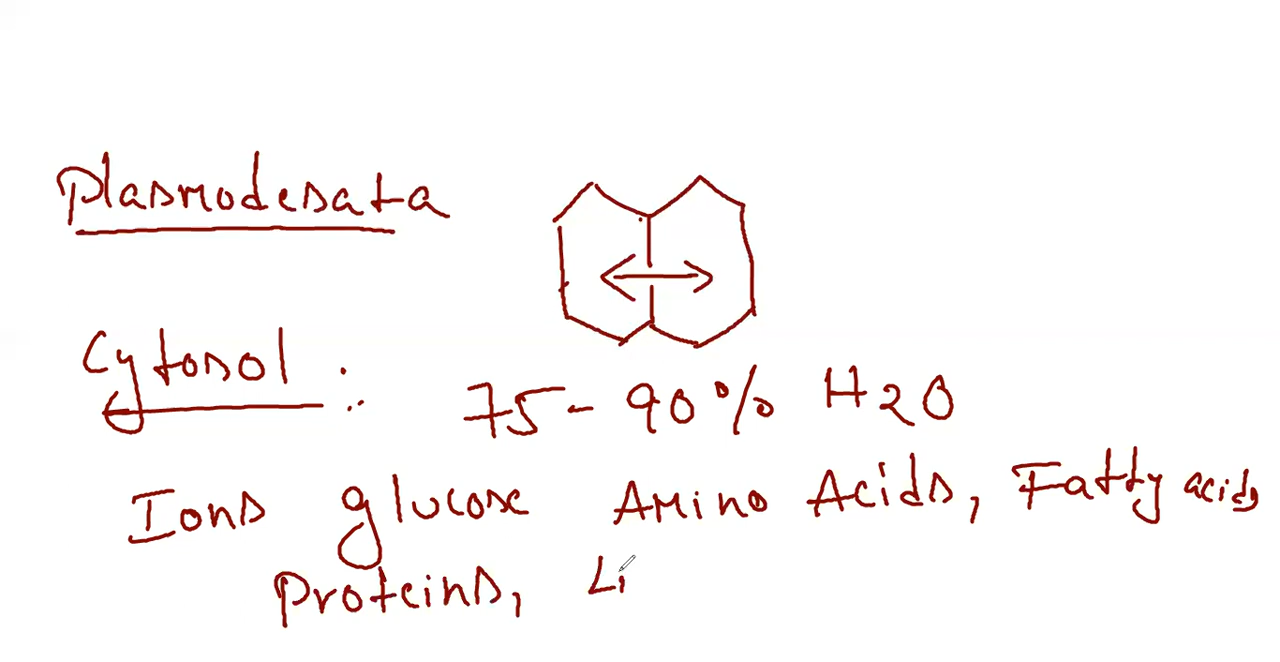 Plasmodesata
Cytosol :
75-90% H2O
Ions glucose Amino Acids, Fatty acids
Proteins, Li